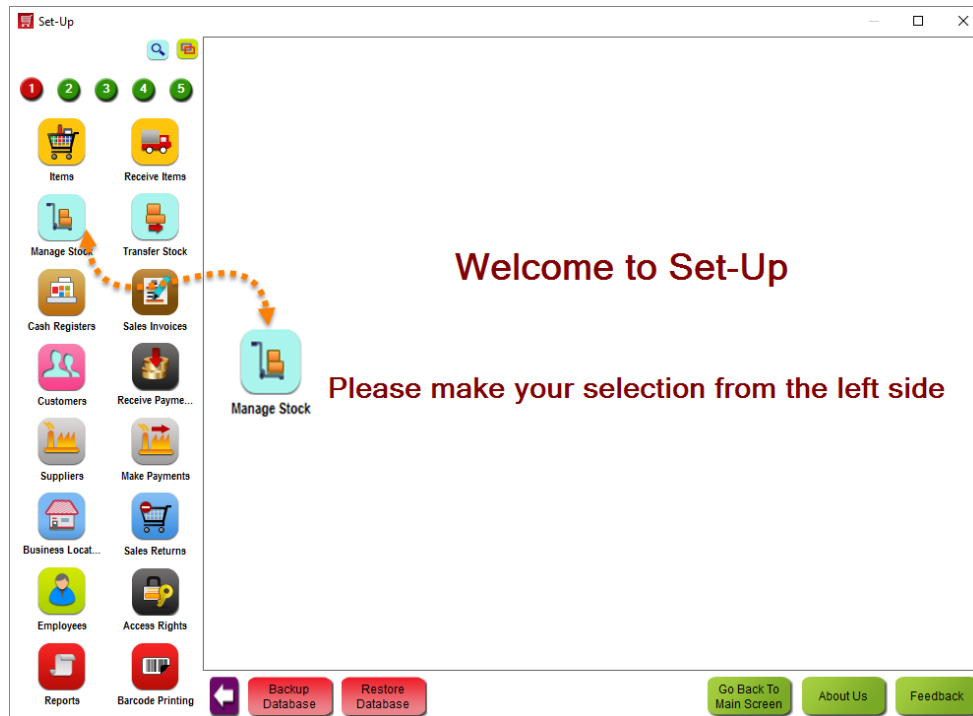 Set-Up
1 2 3 4 5
Items Receive Items
Manage Stock Transfer Stock
Welcome to Set-Up
Cash Registers Sales Invoices
Please make your selection from the left side
Customers Receive Payme...
Manage Stock
Suppliers Make Payments
Business Locat... Sales Returns
Employees Access Rights
Reports Barcode Printing
Backup
Database
Restore
Database
Go Back To
Main Screen
About Us
Feedback